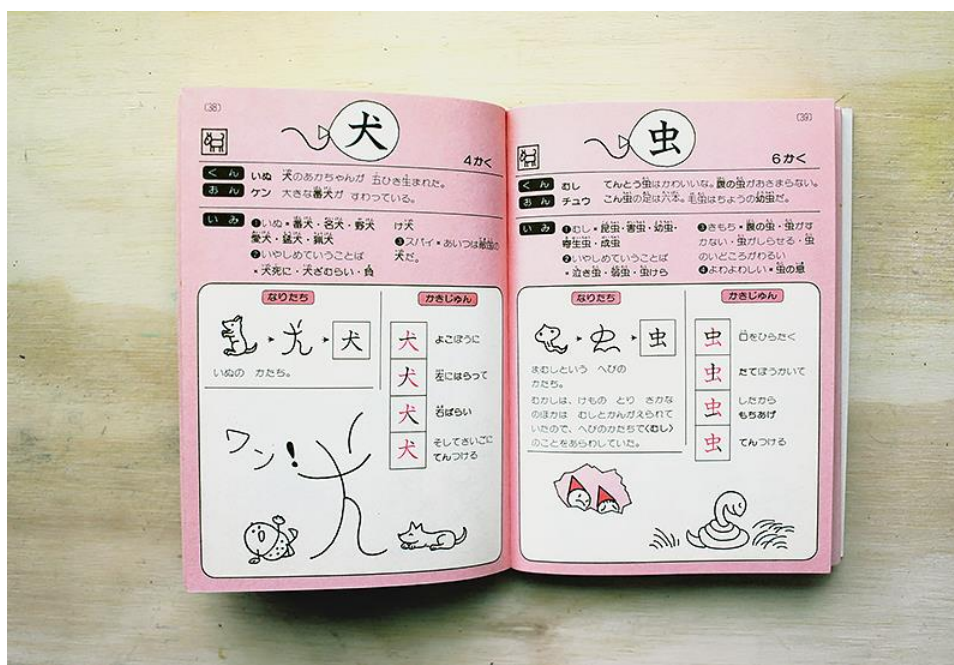 (38)
犬
4かく
くん いぬ 犬のあかちゃんが 五ひき生まれた。
おん ケン 大きな番犬が すわっている。
いみ
❶いぬ▪番犬・名犬・野犬
愛犬・猛犬・猟犬
❷いやしめていうことば
▪犬死に・犬ざむらい・負
け犬
❸スパイ▪あいつは敵国の
犬だ。
なりたち
犬
いぬの かたち。
ワン!
犬
かきじゅん
犬 よこぼうに
犬 左にはらって
犬 右ばらい
犬 そしてさいごに
てんつける
(39)
虫
6かく
くん むし てんとう虫はかわいいな。腹の虫がおさまらない。
おん チュウ こん虫の足は六本。毛虫はちょうの幼虫だ。
いみ
❶むし▪昆虫・害虫・幼虫・
寄生虫・成虫
❷いやしめていうことば
▪泣き虫・弱虫・虫けら
❸きもち▪腹の虫・虫がす
かない・虫がしらせる・虫
のいどころがわるい
❹よわよわしい▪虫の息
なりたち
虫
まむしという へびの
かたち。
むかしは、けもの とり さかな
のほかは むしとかんがえられて
いたので、へびのかたちで〈むし〉
のことをあらわしていた。
かきじゅん
虫 口をひらたく
虫 たてぼうかいて
虫 したから
もちあげ
虫 てんつける